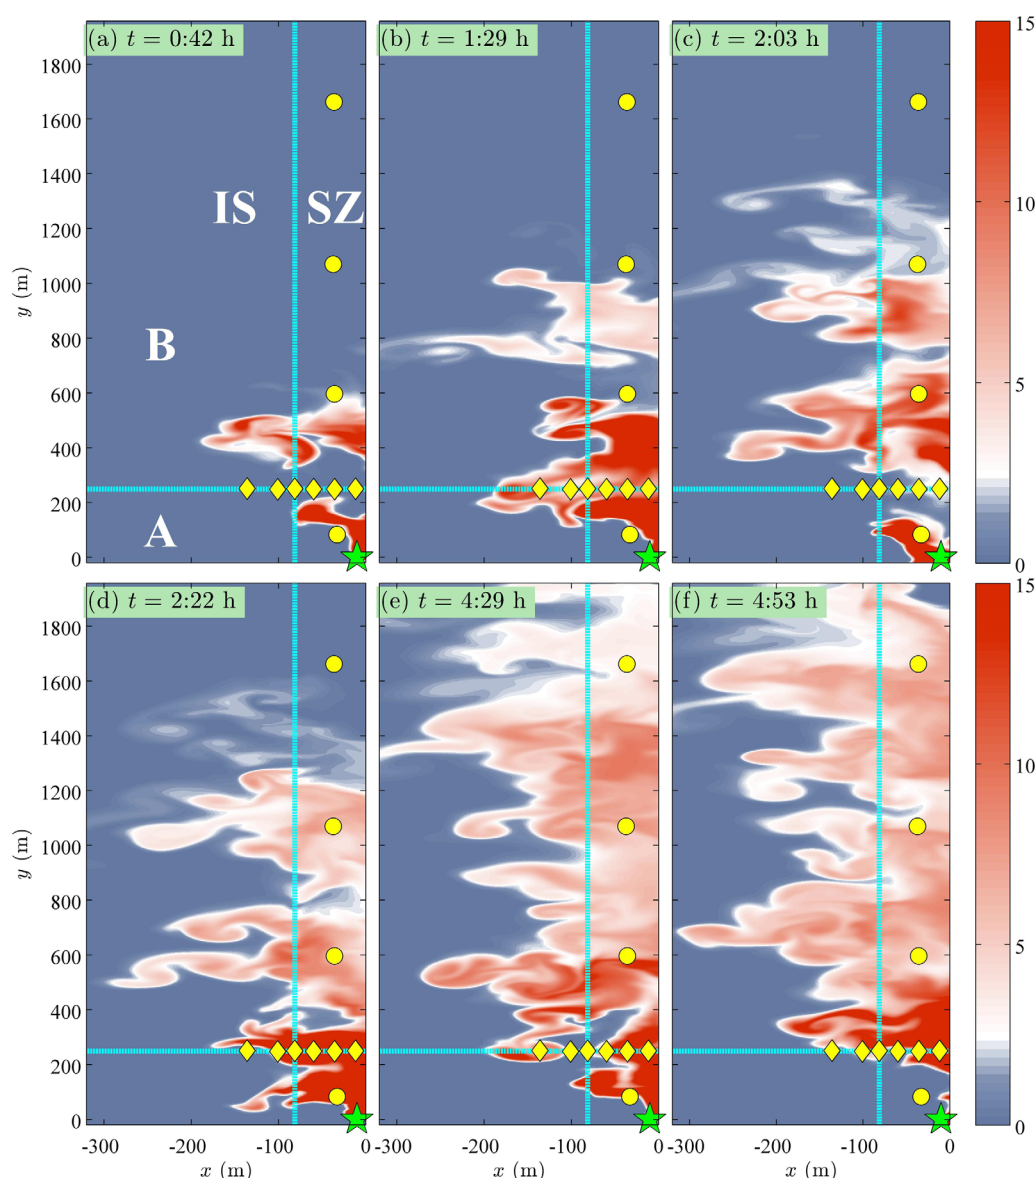 (a) t = 0:42 h
(b) t = 1:29 h
(c) t = 2:03 h
15
1800
1600
1400
IS SZ
1200
1000
10
y (m)
B
800
600
5
400
200
A
0
0
(d) t = 2:22 h
(e) t = 4:29 h
(f) t = 4:53 h
15
1800
1600
1400
1200
1000
10
y (m)
800
600
5
400
200
0
0
-300 -200 -100 0
-300 -200 -100 0
-300 -200 -100 0
x (m)
x (m)
x (m)